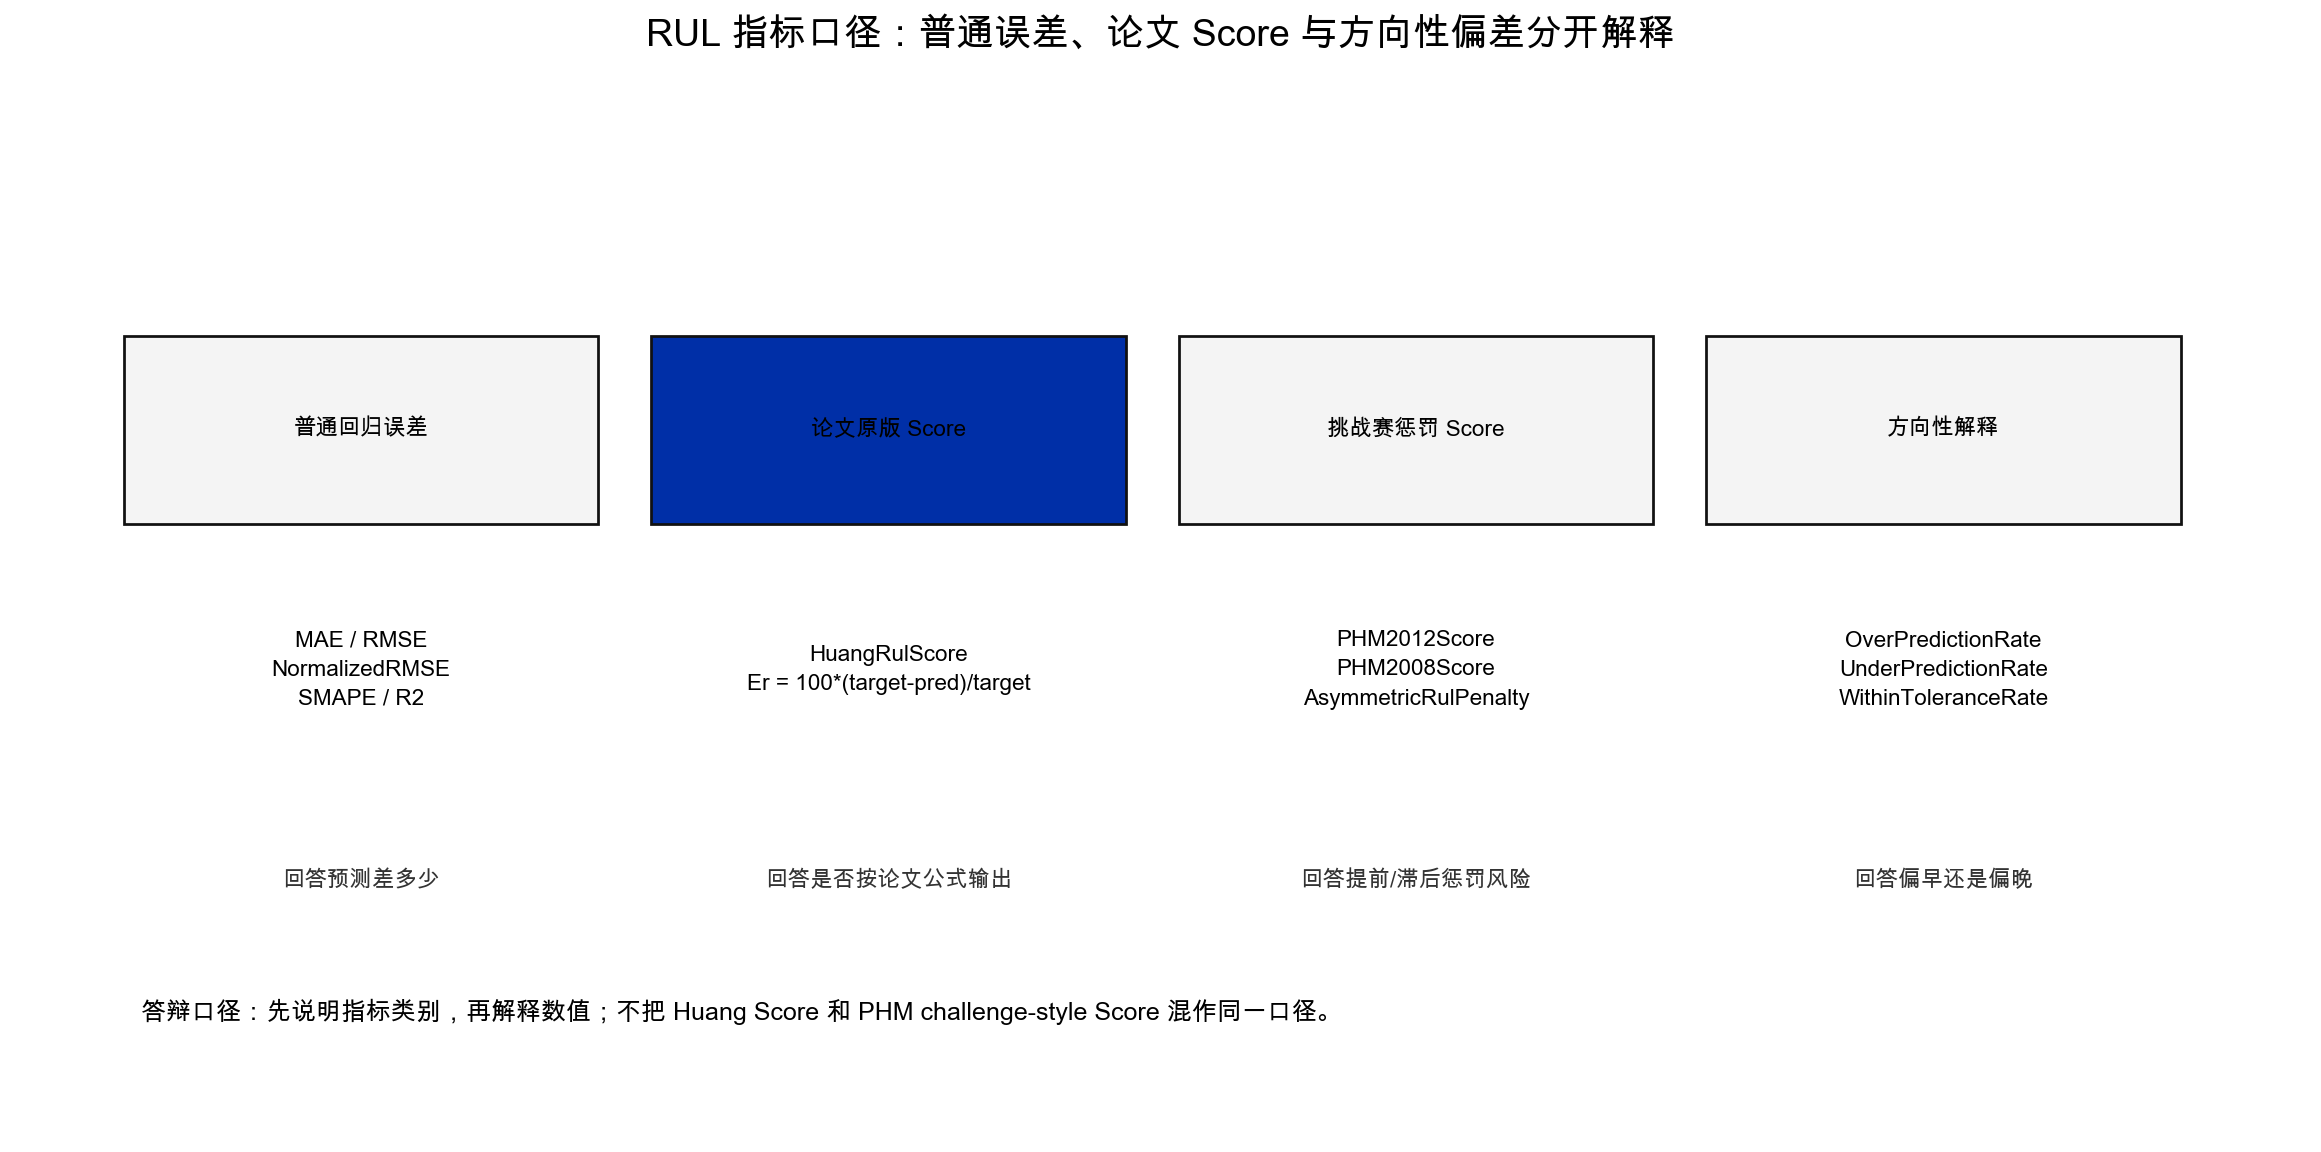 RUL 指标口径：普通误差、论文 Score 与方向性偏差分开解释
普通回归误差
论文原版 Score
挑战赛惩罚 Score
方向性解释
MAE / RMSE
NormalizedRMSE
SMAPE / R2
HuangRulScore
Er = 100*(target-pred)/target
PHM2012Score
PHM2008Score
AsymmetricRulPenalty
OverPredictionRate
UnderPredictionRate
WithinToleranceRate
回答预测差多少
回答是否按论文公式输出
回答提前/滞后惩罚风险
回答偏早还是偏晚
答辩口径：先说明指标类别，再解释数值；不把 Huang Score 和 PHM challenge-style Score 混作同一口径。